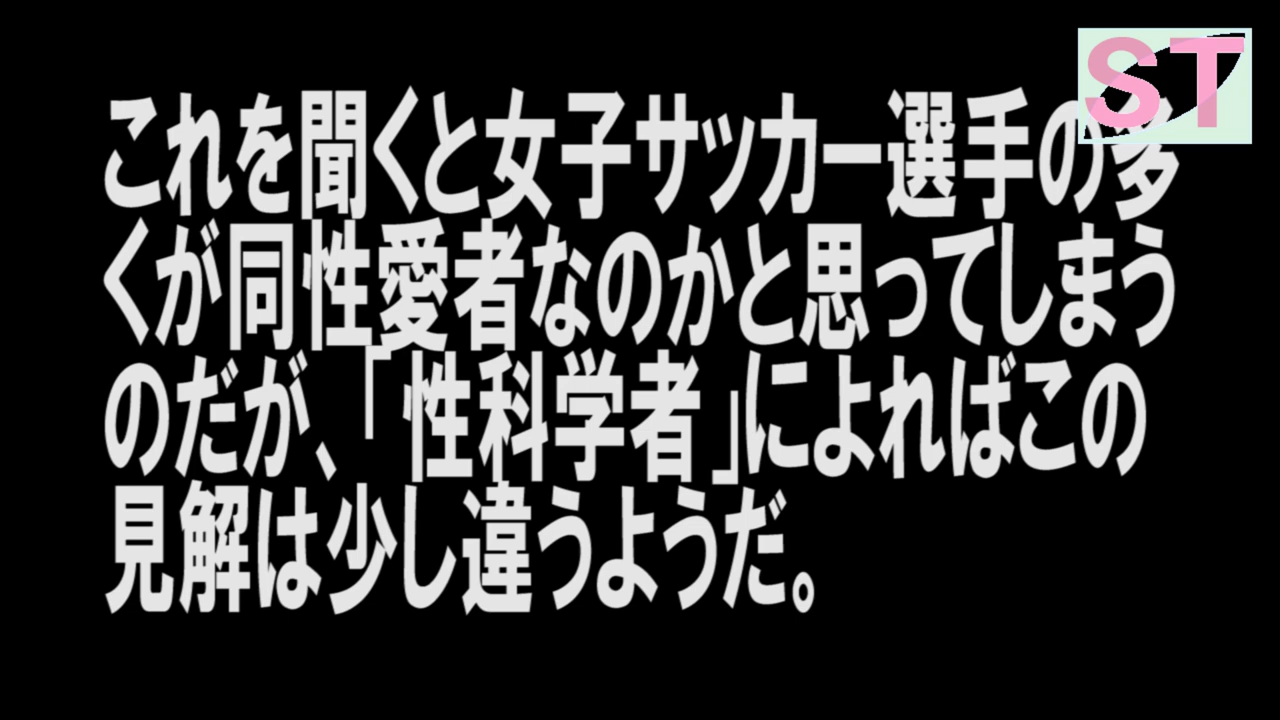 ST
これを聞くと女子サッカー選手の多
くが同性愛者なのかと思ってしまう
のだが、「性科学者」によればこの
見解は少し違うようだ。